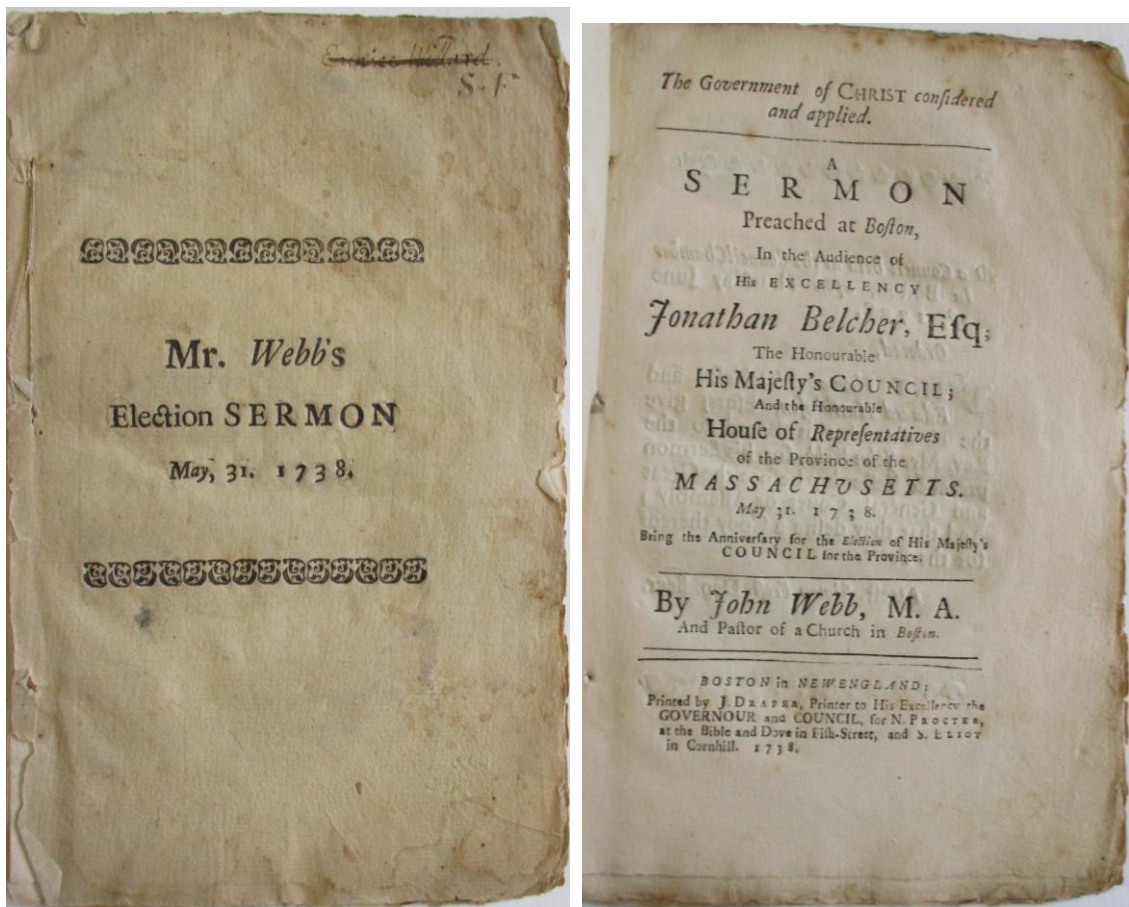 Eunice Willard.
S-F
Mr. Webb's
Election SERMON
May, 31. 1738.
The Government of CHRIST conſidered
and applied.
A
SERMON
Preached at Boſton,
In the Audience of
His EXCELLENCY
Jonathan Belcher, Eſq;
The Honourable
His Majeſty's COUNCIL;
And the Honourable
Houſe of Repreſentatives
of the Province of the
MASSACHUSETTS.
May 31. 1738.
Being the Anniverſary for the Election of His Majeſty's
COUNCIL for the Province.
By John Webb, M. A.
And Paſtor of a Church in Boſton.
BOSTON in NEW ENGLAND:
Printed by J. DRAPER, Printer to His Excellency the
GOVERNOUR and COUNCIL, for N. PROCTER,
at the Bible and Dove in Fiſh-Street, and S. ELIOT
in Cornhill. 1738.